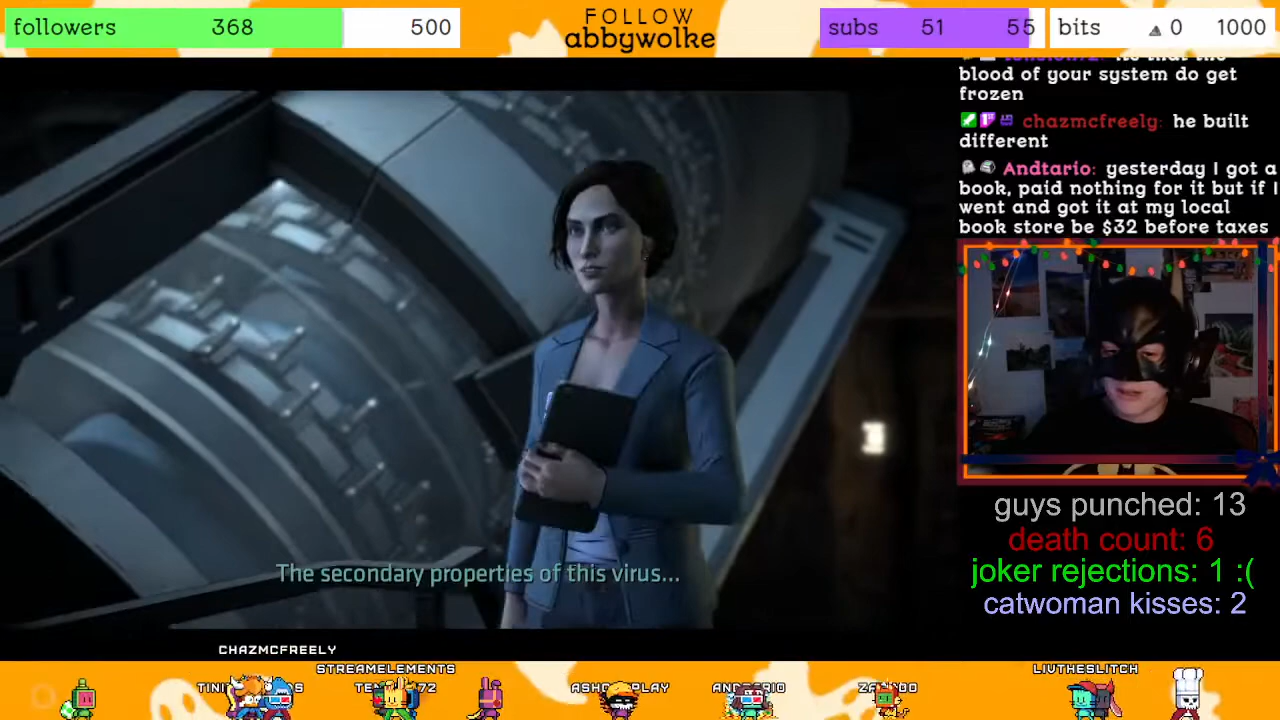 followers 368 500
FOLLOW
abbywolke
subs 51 55
bits 0 1000
blood of your system do get
frozen
chazmcfreely: he built
different
Andtario: yesterday I got a
book, paid nothing for it but if I
went and got it at my local
book store be $32 before taxes
guys punched: 13
death count: 6
joker rejections: 1 :(
catwoman kisses: 2
The secondary properties of this virus...
CHAZMCFREELY
STREAMELEMENTS
LIVTHESLITCH